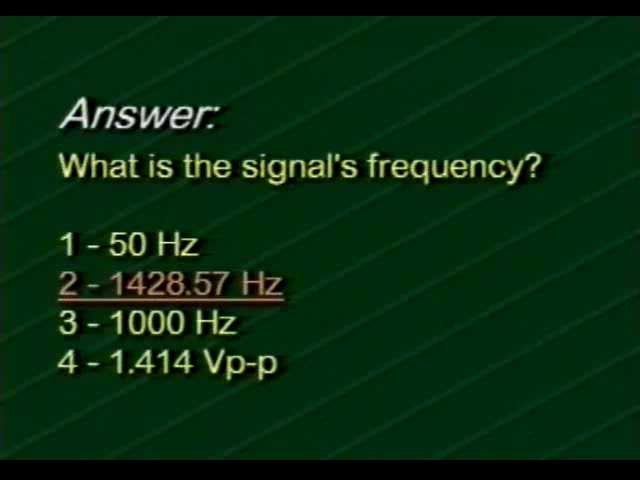 Answer:
What is the signal's frequency?
1 - 50 Hz
2 - 1428.57 Hz
3 - 1000 Hz
4 - 1.414 Vp-p